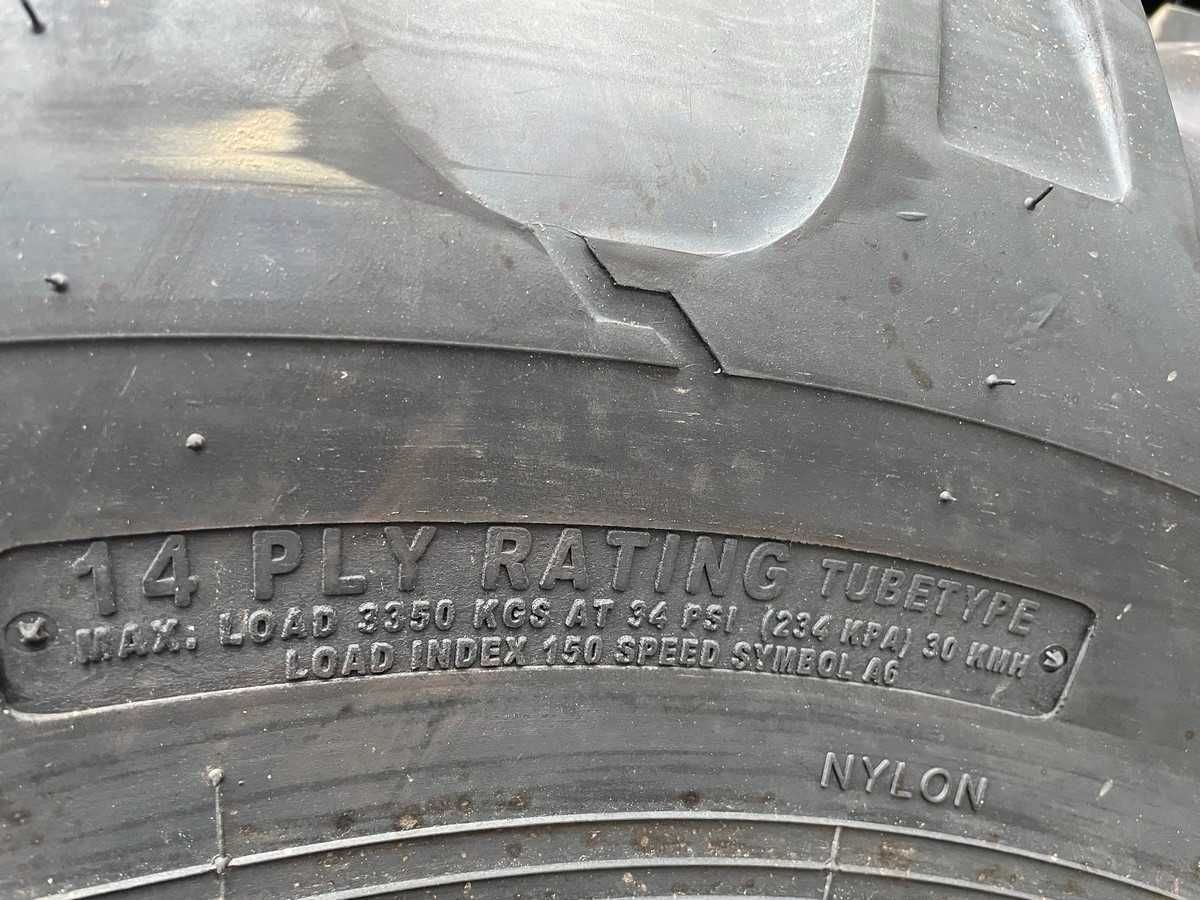 14 PLY RATING TUBETYPE
MAX: LOAD 3350 KGS AT 34 PSI (234 KPA) 30 KMH
LOAD INDEX 150 SPEED SYMBOL A6
NYLON